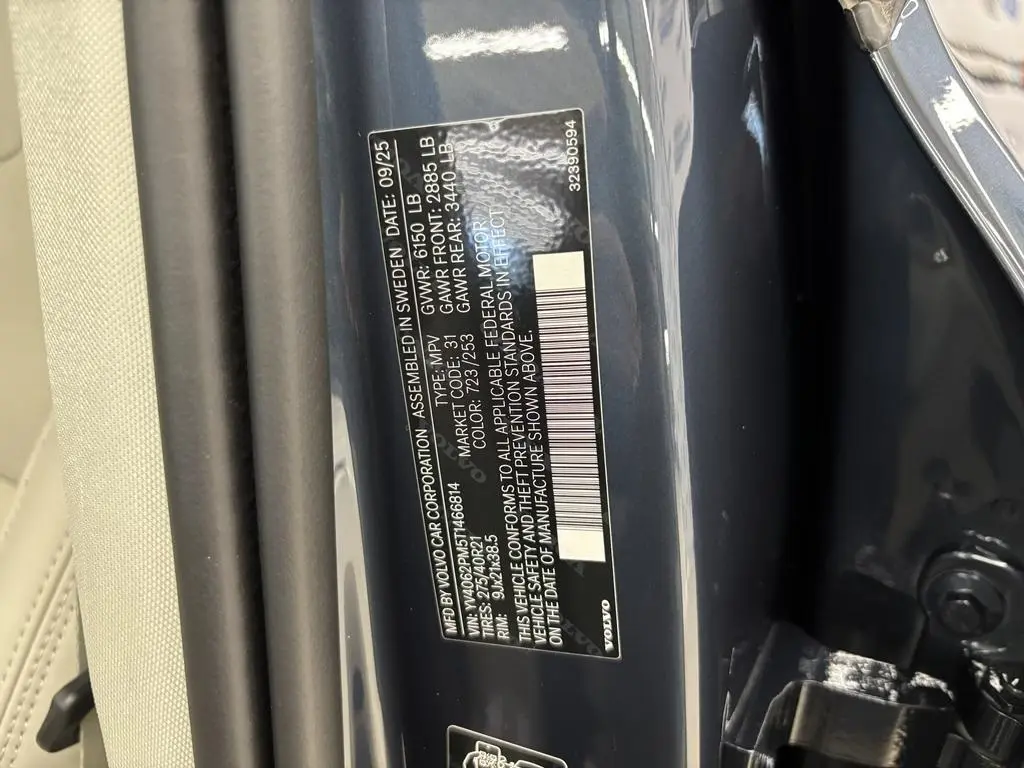 MFD BY VOLVO CAR CORPORATION ASSEMBLED IN SWEDEN DATE: 09/25
VIN: YV4062PM5T1466814 TYPE: MPV GVWR: 6150 LB
TIRES: 275/40R21 MARKET CODE: 31 GAWR FRONT: 2885 LB
RIM: 9Jx21x38.5 COLOR: 723/253 GAWR REAR: 3440 LB
THIS VEHICLE CONFORMS TO ALL APPLICABLE FEDERAL MOTOR
VEHICLE SAFETY AND THEFT PREVENTION STANDARDS IN EFFECT
ON THE DATE OF MANUFACTURE SHOWN ABOVE.
VOLVO
32390594